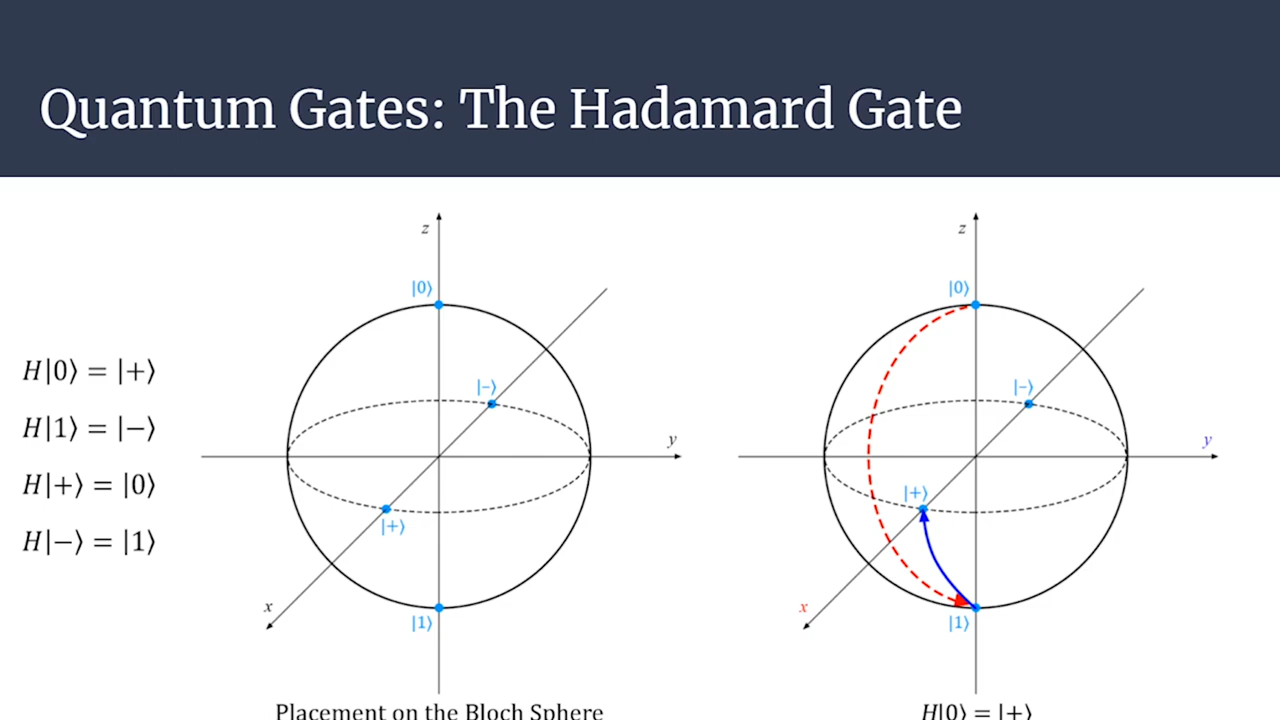 Quantum Gates: The Hadamard Gate
H|0⟩ = |+⟩
H|1⟩ = |−⟩
H|+⟩ = |0⟩
H|−⟩ = |1⟩
z
|0⟩
|−⟩
y
|+⟩
x
|1⟩
Placement on the Bloch Sphere
z
|0⟩
|−⟩
y
|+⟩
x
|1⟩
H|0⟩ = |+⟩